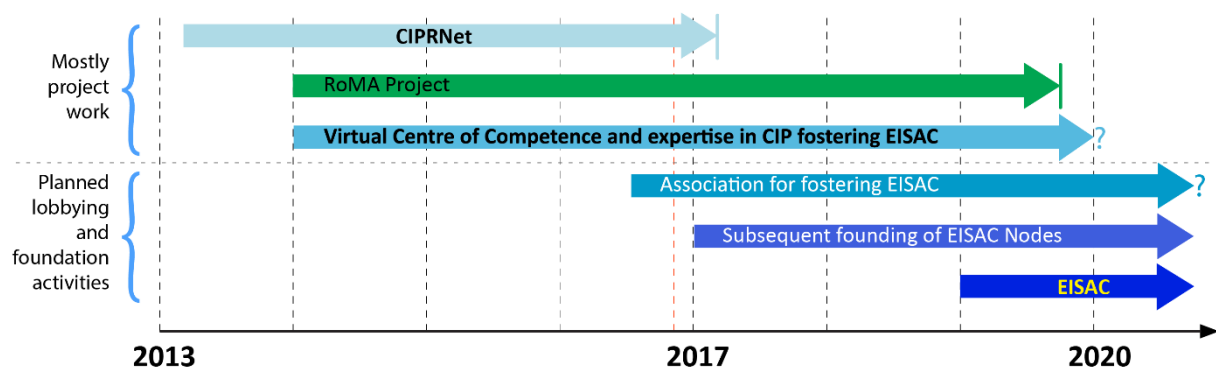 Mostly
project
work
CIPRNet
RoMA Project
Virtual Centre of Competence and expertise in CIP fostering EISAC
?
Planned
lobbying
and
foundation
activities
Association for fostering EISAC
?
Subsequent founding of EISAC Nodes
EISAC
2013
2017
2020